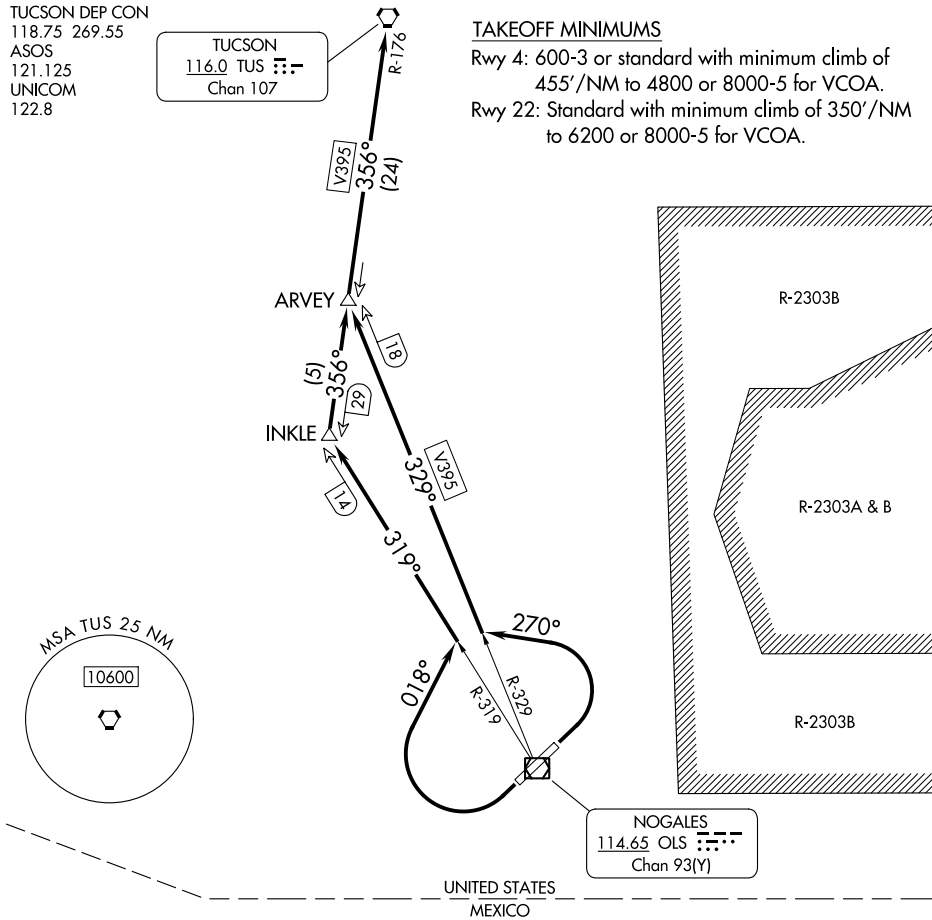 TUCSON DEP CON
118.75 269.55
ASOS
121.125
UNICOM
122.8
TUCSON
116.0 TUS
Chan 107
R-176
TAKEOFF MINIMUMS
Rwy 4: 600-3 or standard with minimum climb of
455'/NM to 4800 or 8000-5 for VCOA.
Rwy 22: Standard with minimum climb of 350'/NM
to 6200 or 8000-5 for VCOA.
V395
356°
(24)
R-2303B
ARVEY
18
(5)
356°
29
INKLE
14
V395
329°
319°
R-2303A & B
MSA TUS 25 NM
10600
018°
270°
R-319
R-329
R-2303B
NOGALES
114.65 OLS
Chan 93(Y)
UNITED STATES
MEXICO